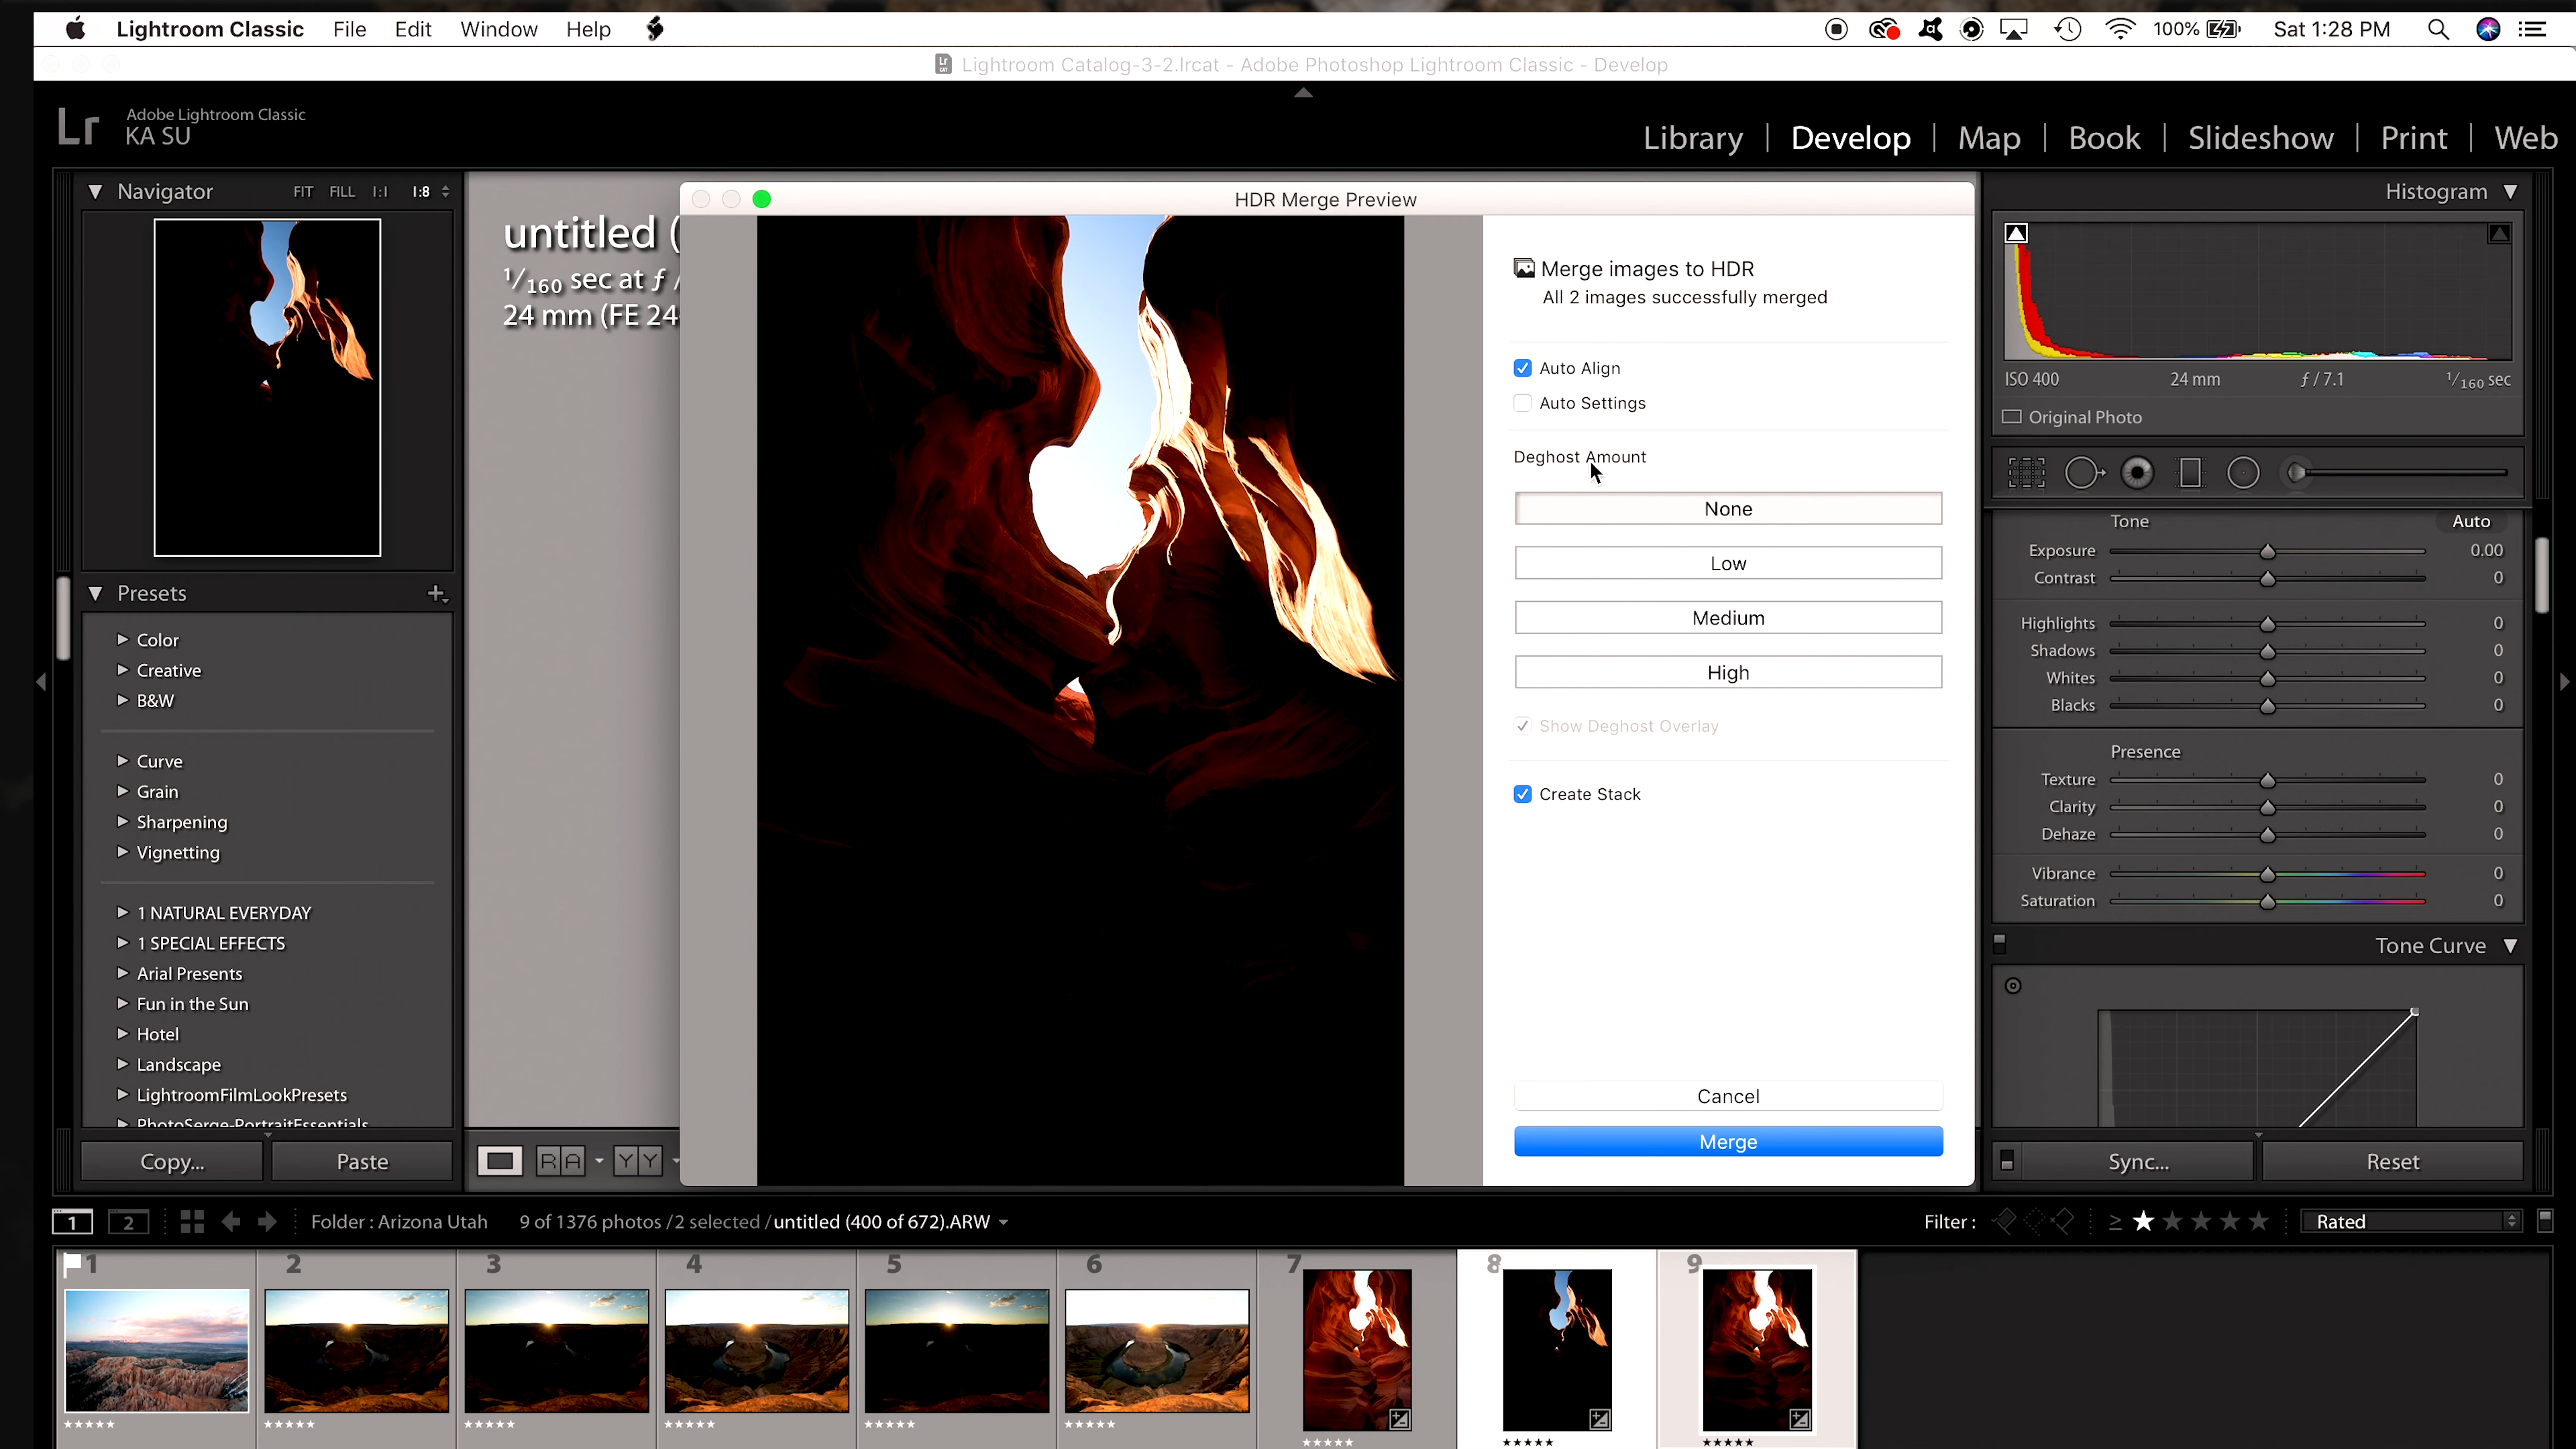 Lightroom Classic File Edit Window Help
100% Sat 1:28 PM
Lightroom Catalog-3-2.lrcat - Adobe Photoshop Lightroom Classic - Develop
Lr
Adobe Lightroom Classic
KA SU
Library | Develop | Map | Book | Slideshow | Print | Web
Navigator FIT FILL 1:1 1:8
untitled (
1/160 sec at ƒ /
24 mm (FE 24
Presets
Color
Creative
B&W
Curve
Grain
Sharpening
Vignetting
1 NATURAL EVERYDAY
1 SPECIAL EFFECTS
Arial Presents
Fun in the Sun
Hotel
Landscape
LightroomFilmLookPresets
PhotoSerge-PortraitEssentials
Copy... Paste
R A Y Y
HDR Merge Preview
Merge images to HDR
All 2 images successfully merged
Auto Align
Auto Settings
Deghost Amount
None
Low
Medium
High
Show Deghost Overlay
Create Stack
Cancel
Merge
Histogram
ISO 400 24 mm ƒ / 7.1 1/160 sec
Original Photo
Tone Auto
Exposure 0.00
Contrast 0
Highlights 0
Shadows 0
Whites 0
Blacks 0
Presence
Texture 0
Clarity 0
Dehaze 0
Vibrance 0
Saturation 0
Tone Curve
Sync... Reset
1 2 Folder : Arizona Utah 9 of 1376 photos / 2 selected / untitled (400 of 672).ARW
Filter : ≥ Rated
1 2 3 4 5 6 7 8 9